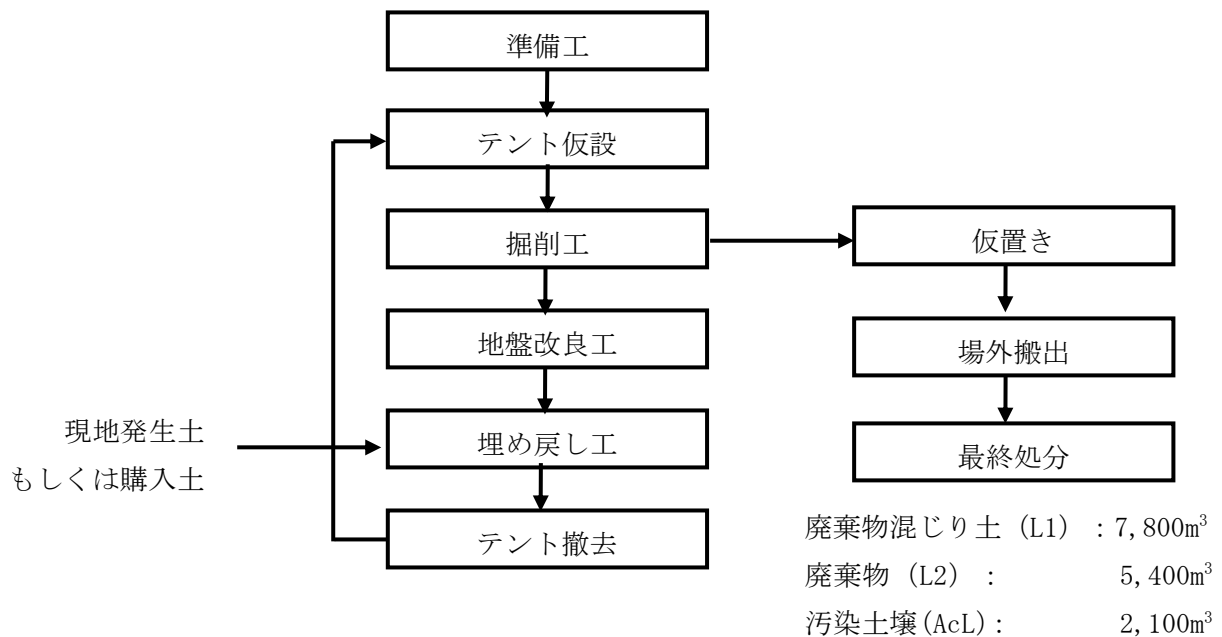 準備工
テント仮設
掘削工
仮置き
地盤改良工
場外搬出
現地発生土
もしくは購入土
埋め戻し工
最終処分
テント撤去
廃棄物混じり土 (L1) : 7,800m³
廃棄物 (L2) : 5,400m³
汚染土壌(AcL): 2,100m³